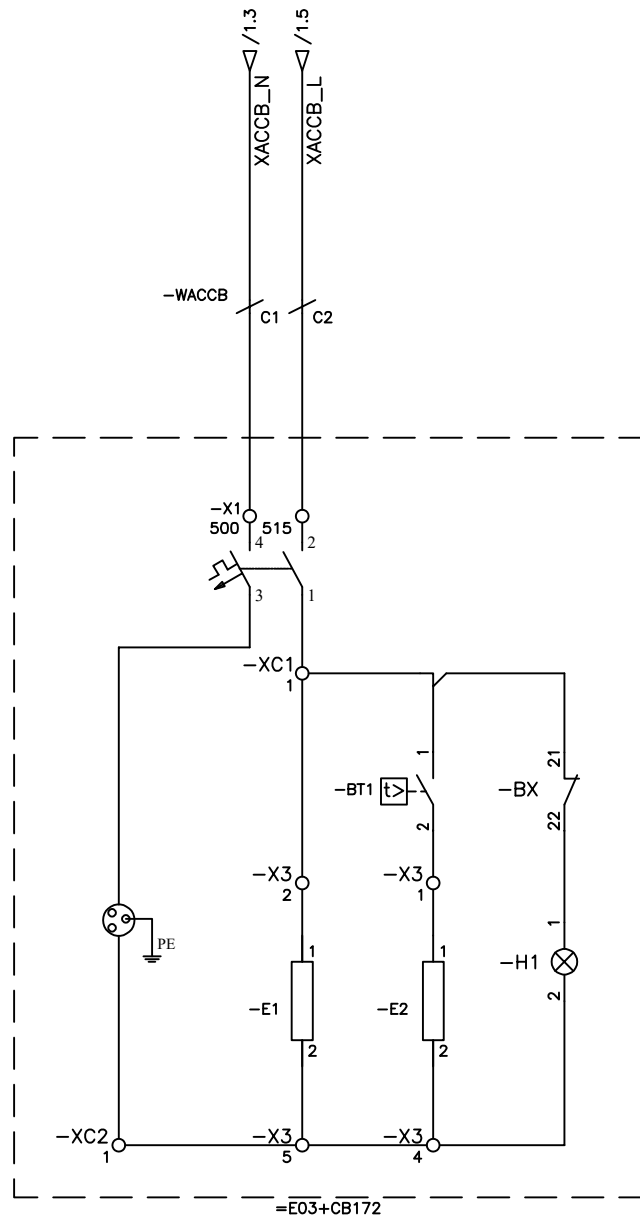 /1.3
/1.5
XACCB_N
XACCB_L
-WACCB
C1
C2
-X1
500
515
4
2
3
1
-XC1
1
1
21
-BT1
t>
-BX
2
22
-X3
2
-X3
1
PE
1
1
1
-E1
-E2
-H1
2
2
2
-XC2
1
-X3
5
-X3
4
=E03+CB172